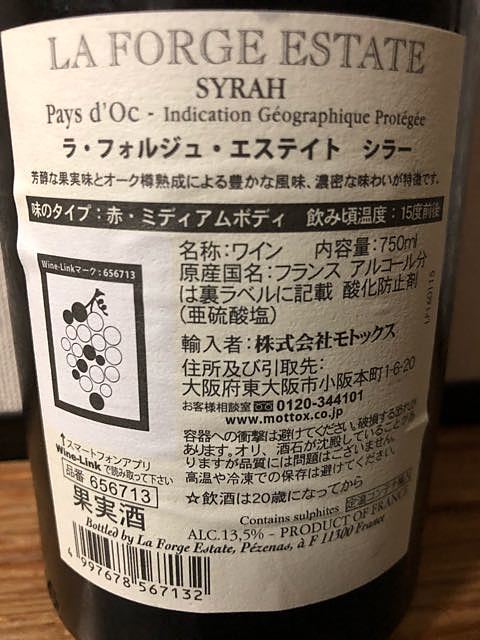 LA FORGE ESTATE
SYRAH
Pays d'Oc - Indication Géographique Protégée
ラ・フォルジュ・エステイト シラー
芳醇な果実味とオーク樽熟成による豊かな風味、濃密な味わいが特徴です。
味のタイプ：赤・ミディアムボディ 飲み頃温度：15度前後
Wine-Linkマーク:656713
名称：ワイン 内容量：750ml
原産国名：フランス アルコール分
は裏ラベルに記載 酸化防止剤
(亜硫酸塩)
輸入者：株式会社モトックス
住所及び引取先：
大阪府東大阪市小阪本町1-6-20
お客様相談室 0120-344101
www.mottox.co.jp
容器への衝撃は避けてください。破損する恐れが
あります。オリ、酒石が沈殿していることがあ
りますが品質には問題はございません。
高温や冷凍での保存は避けてください。
☆飲酒は20歳になってから
↑スマートフォンアプリ
Wine-Linkで読み取って下さい
品番 656713
果実酒
LF160115
Contains sulphites
ALC.13,5% - PRODUCT OF FRANCE
Bottled by La Forge Estate, Pézenas, à F 11300 France
4 997678 567132